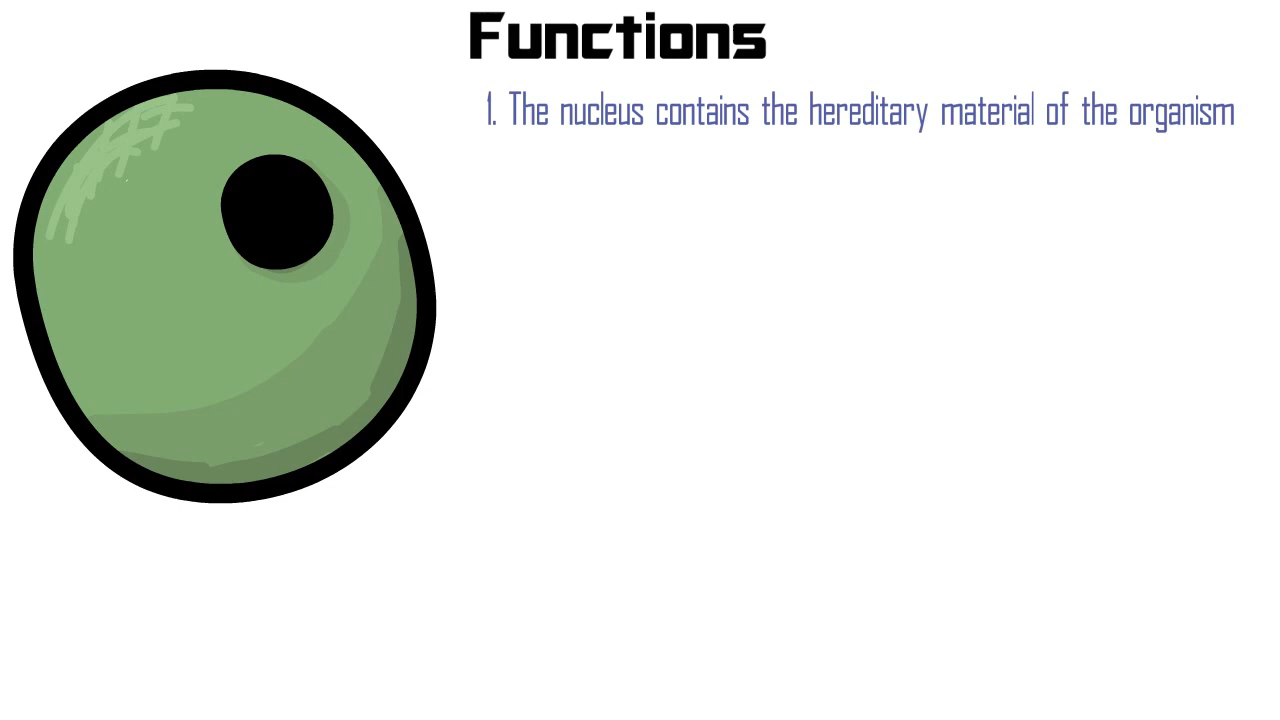 Functions
1. The nucleus contains the hereditary material of the organism